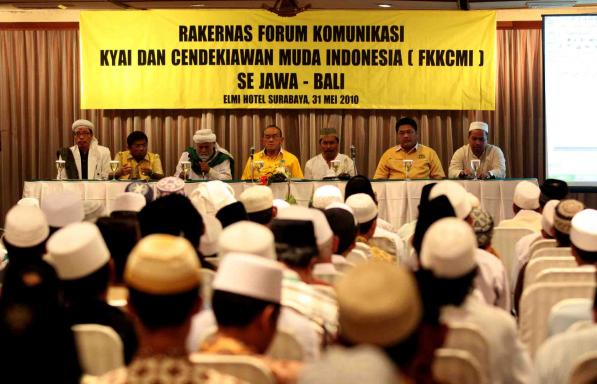 RAKERNAS FORUM KOMUNIKASI
KYAI DAN CENDEKIAWAN MUDA INDONESIA ( FKKCMI )
SE JAWA - BALI
ELMI HOTEL SURABAYA, 31 MEI 2010